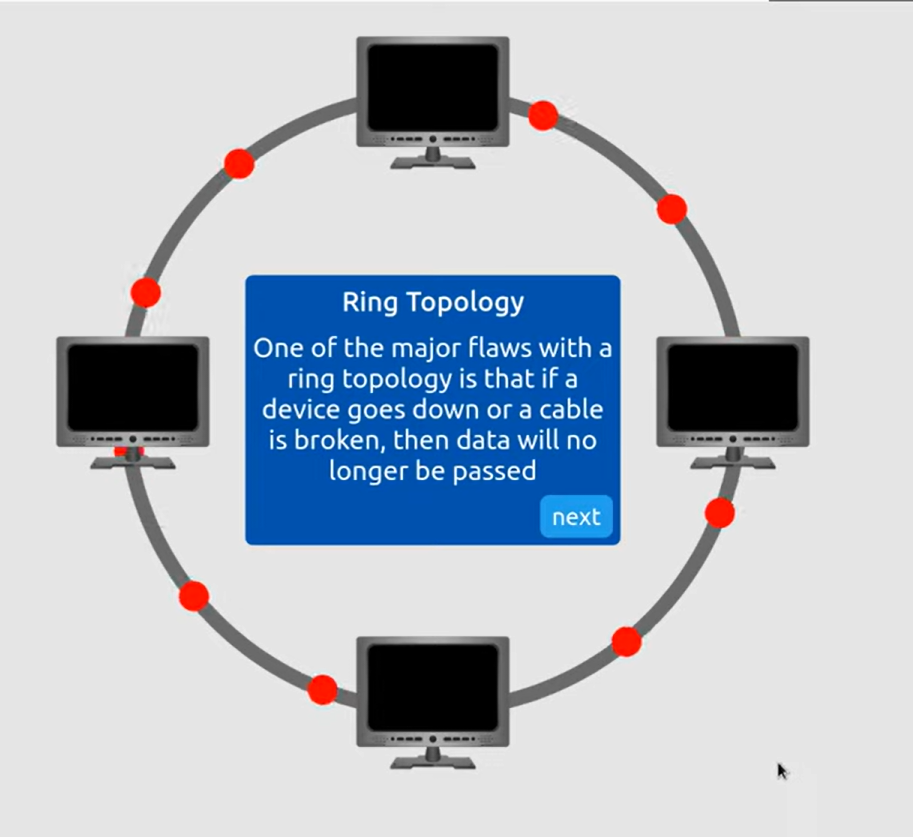 Ring Topology
One of the major flaws with a
ring topology is that if a
device goes down or a cable
is broken, then data will no
longer be passed
next